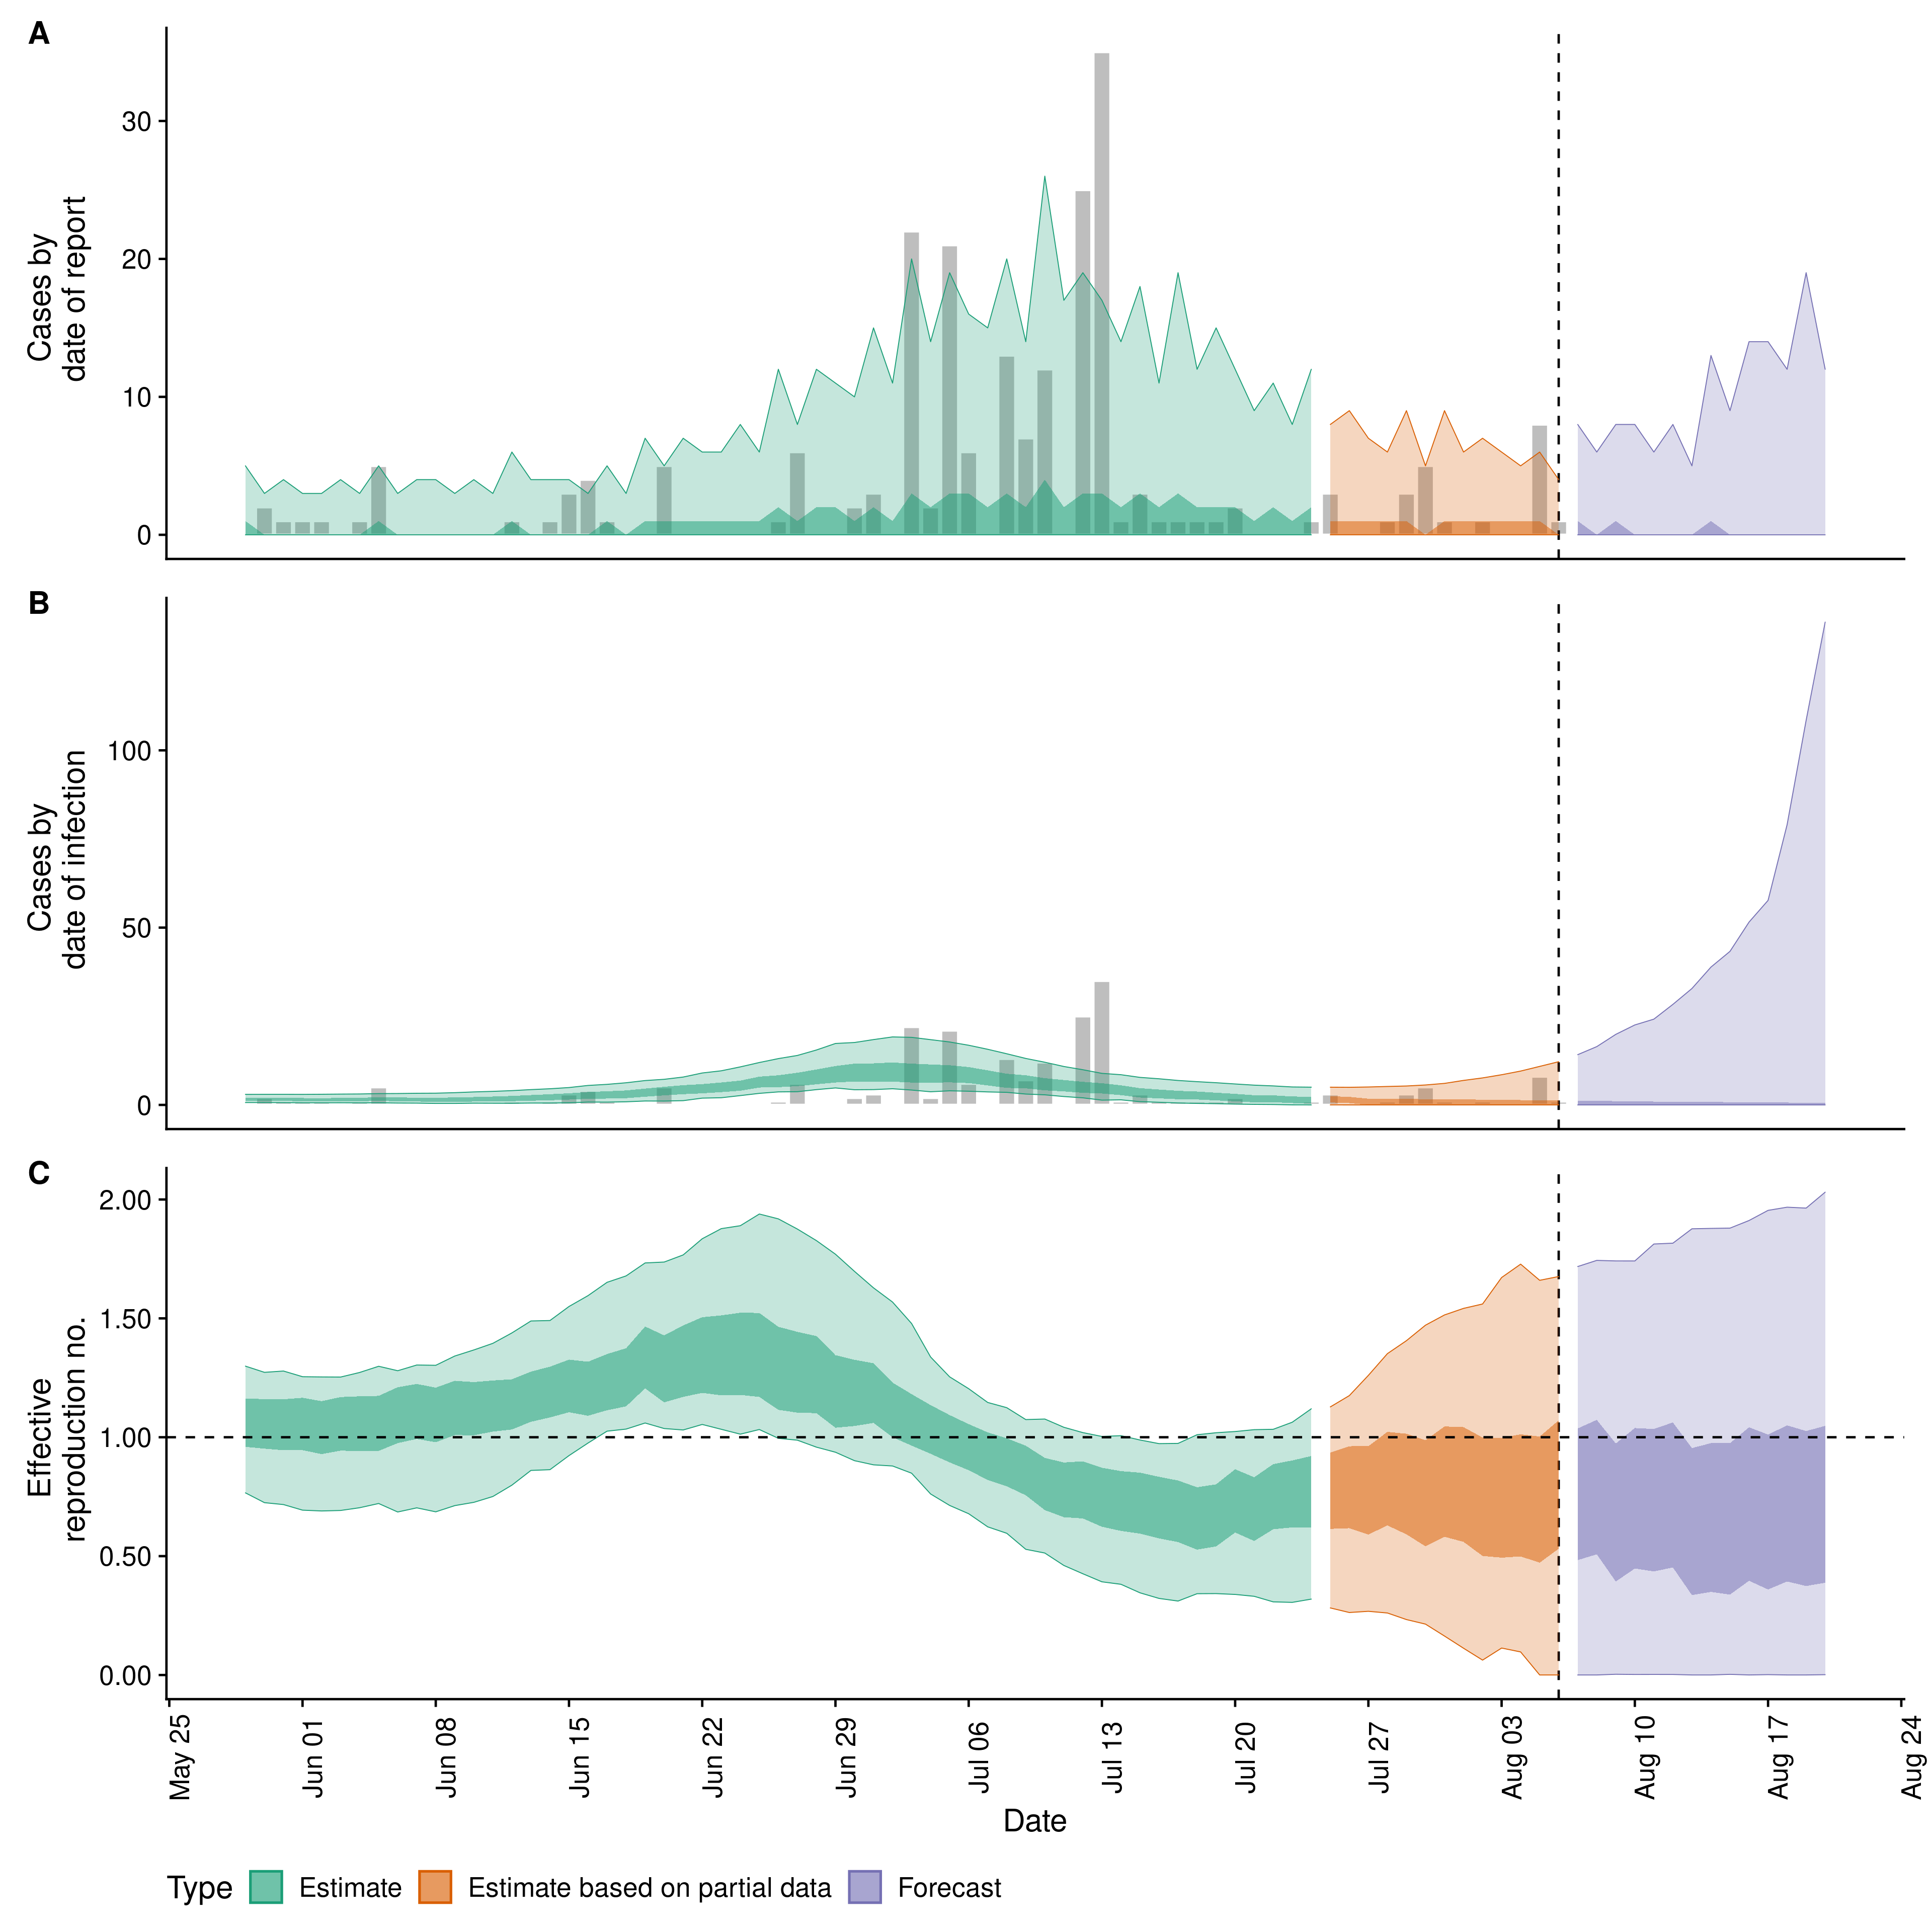 A
Cases by
date of report
30
20
10
0
B
Cases by
date of infection
100
50
0
C
Effective
reproduction no.
2.00
1.50
1.00
0.50
0.00
May 25
Jun 01
Jun 08
Jun 15
Jun 22
Jun 29
Jul 06
Jul 13
Jul 20
Jul 27
Aug 03
Aug 10
Aug 17
Aug 24
Date
Type Estimate Estimate based on partial data Forecast